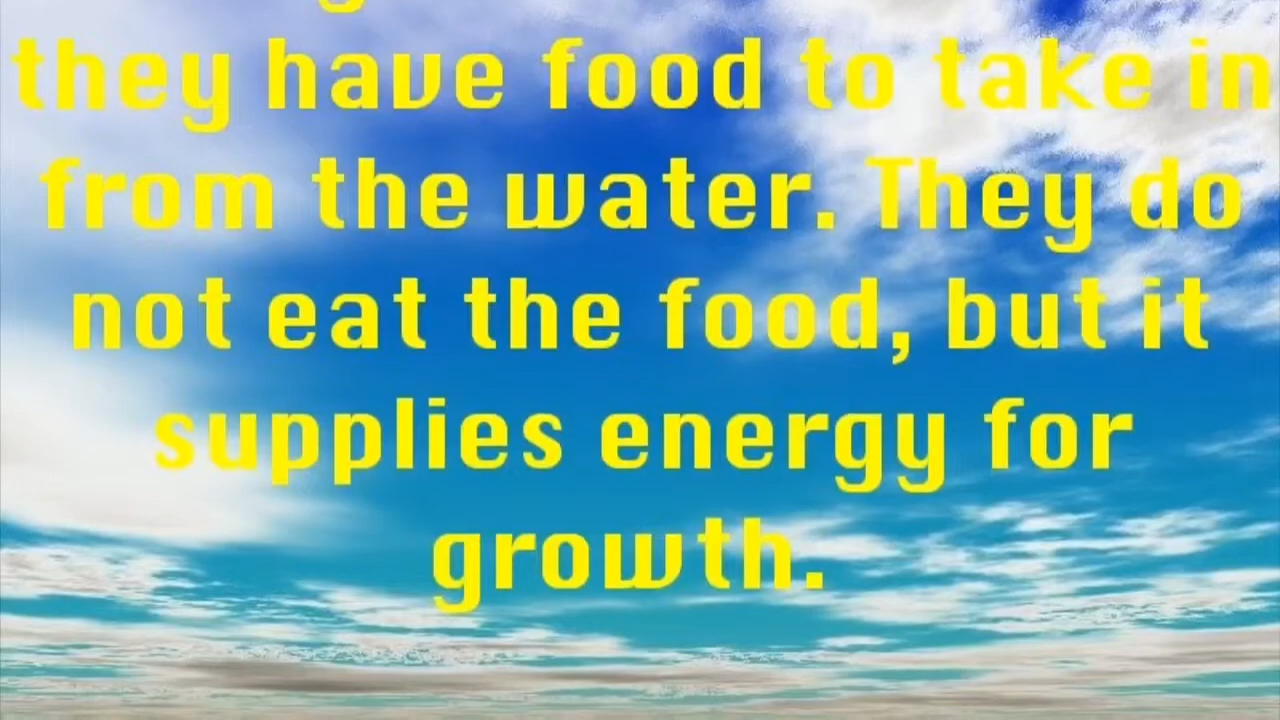 they have food to take in
from the water. They do
not eat the food, but it
supplies energy for
growth.